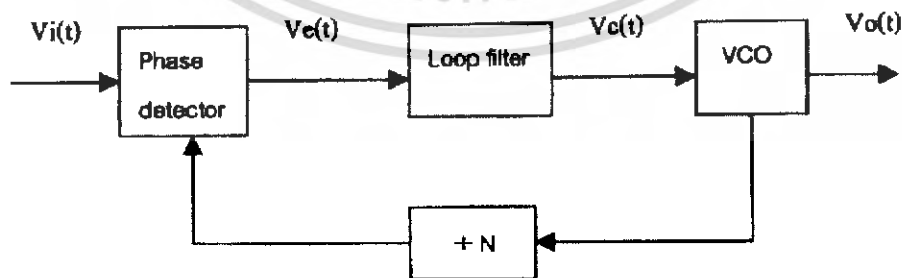 Vi(t)
Ve(t)
Vc(t)
Vo(t)
Phase
detector
Loop filter
VCO
÷ N